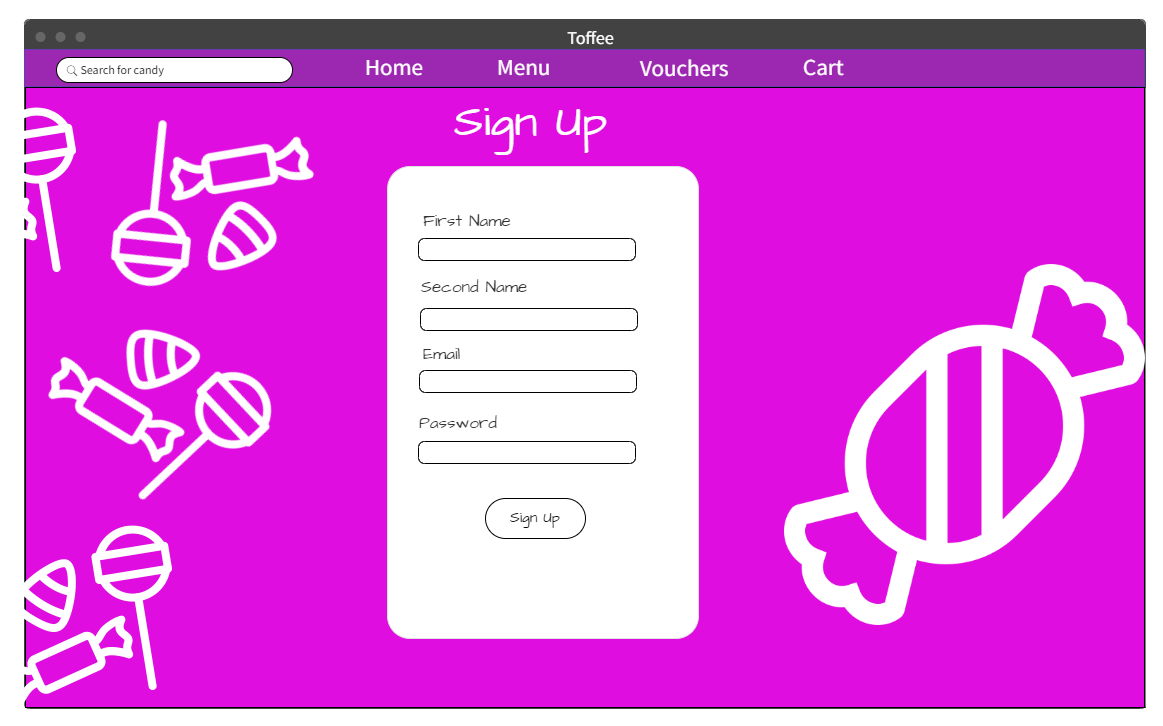 Toffee
Search for candy
Home
Menu
Vouchers
Cart
Sign Up
First Name
Second Name
Email
Password
Sign Up